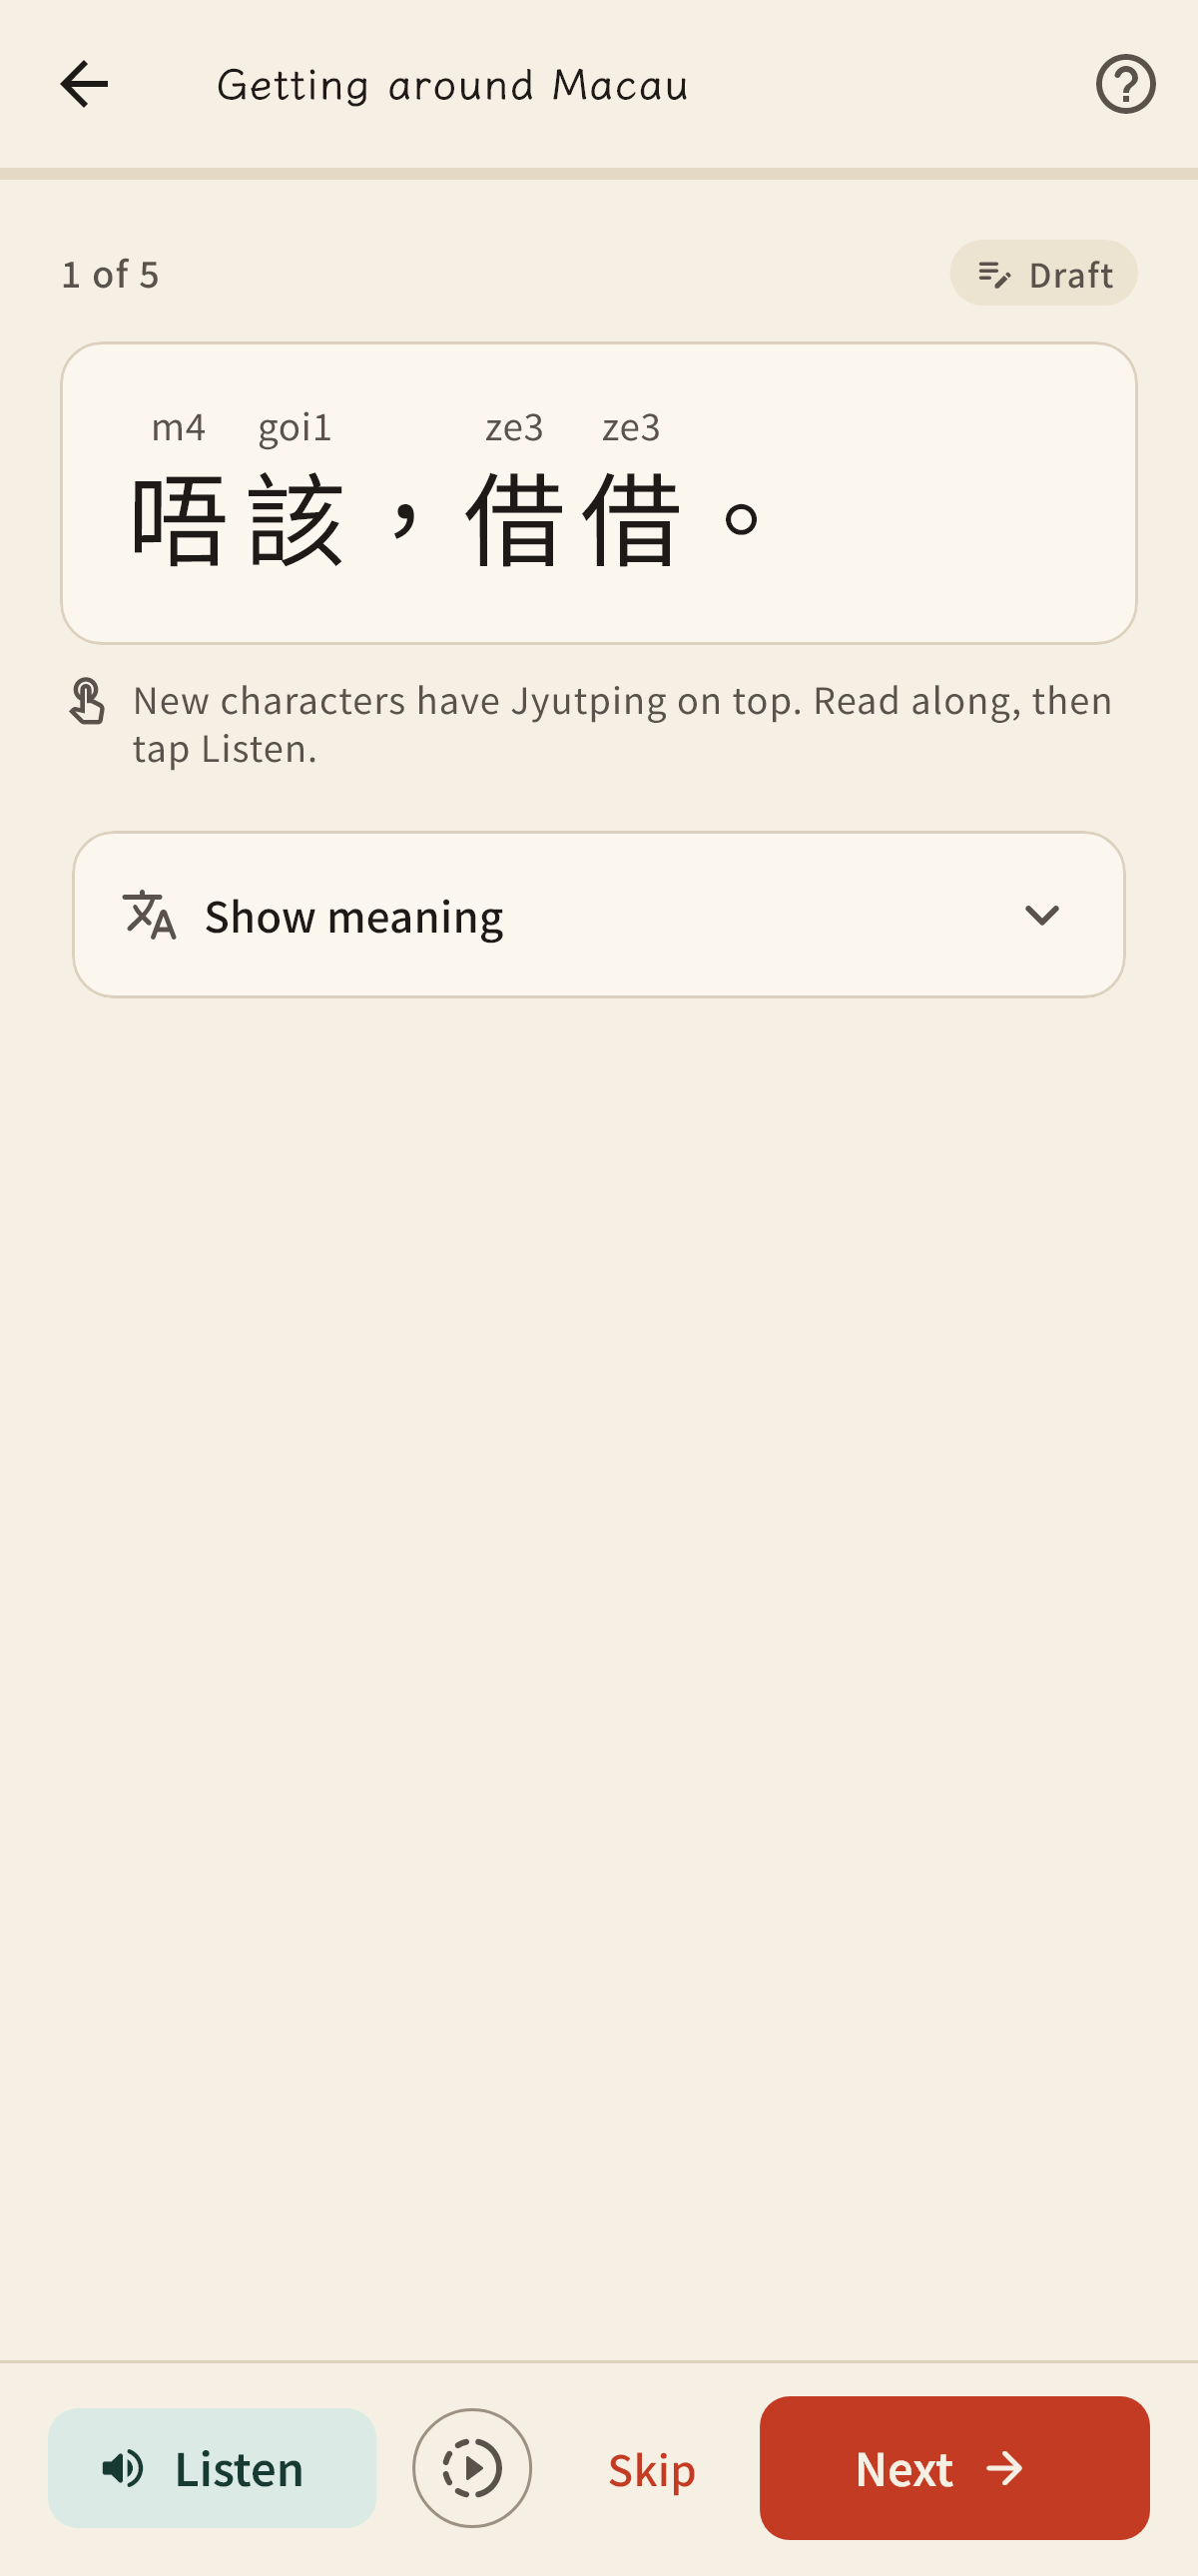 Getting around Macau
1 of 5
Draft
m4 goi1 ze3 ze3
唔該，借借。
New characters have Jyutping on top. Read along, then
tap Listen.
Show meaning
Listen
Skip
Next